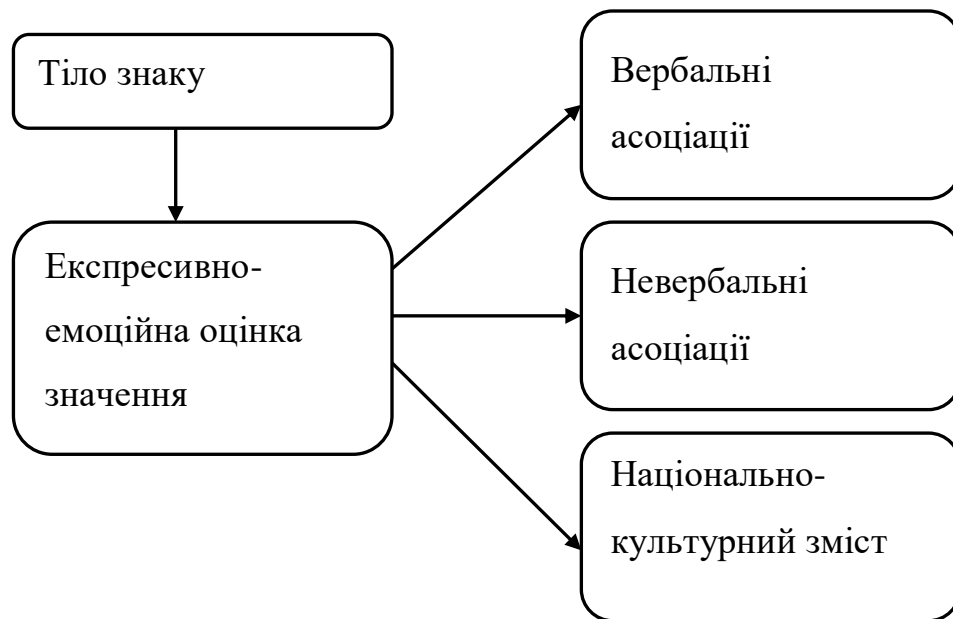 Тіло знаку
Експресивно-
емоційна оцінка
значення
Вербальні
асоціації
Невербальні
асоціації
Національно-
культурний зміст